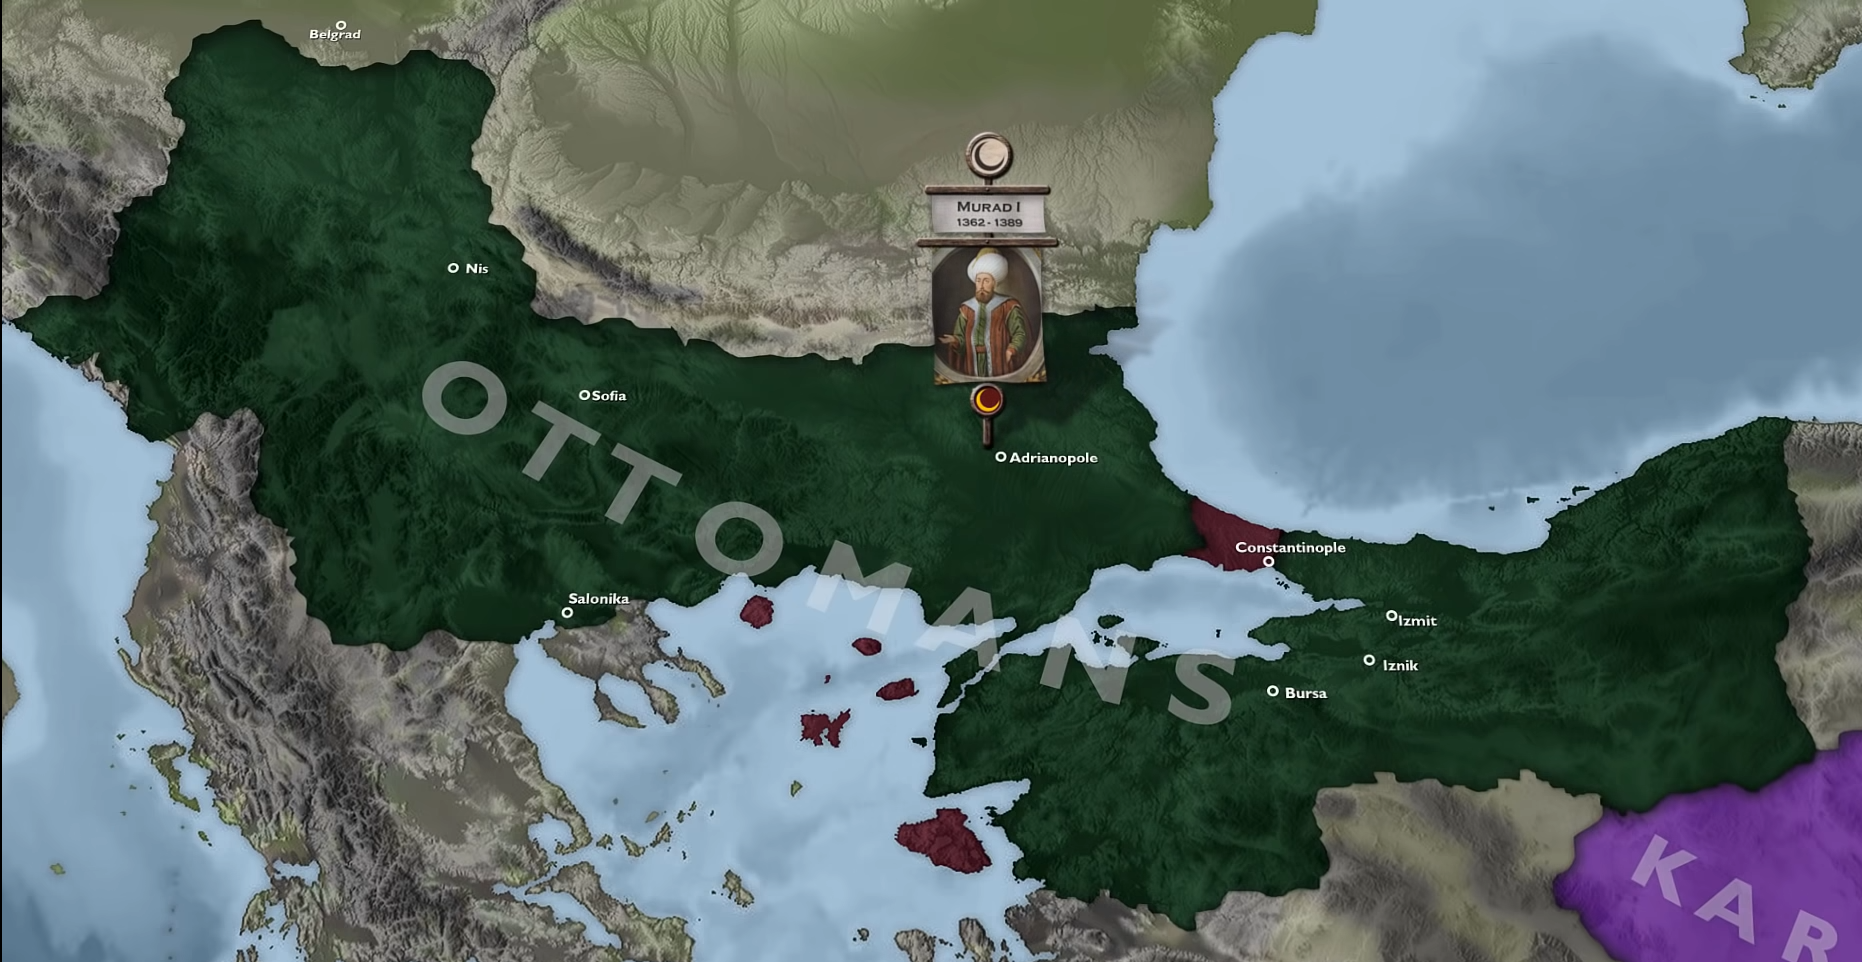 Belgrad
MURAD I
1362 - 1389
Nis
Sofia
OTTOMANS
Adrianopole
Constantinople
Salonika
Izmit
Iznik
Bursa
KAR